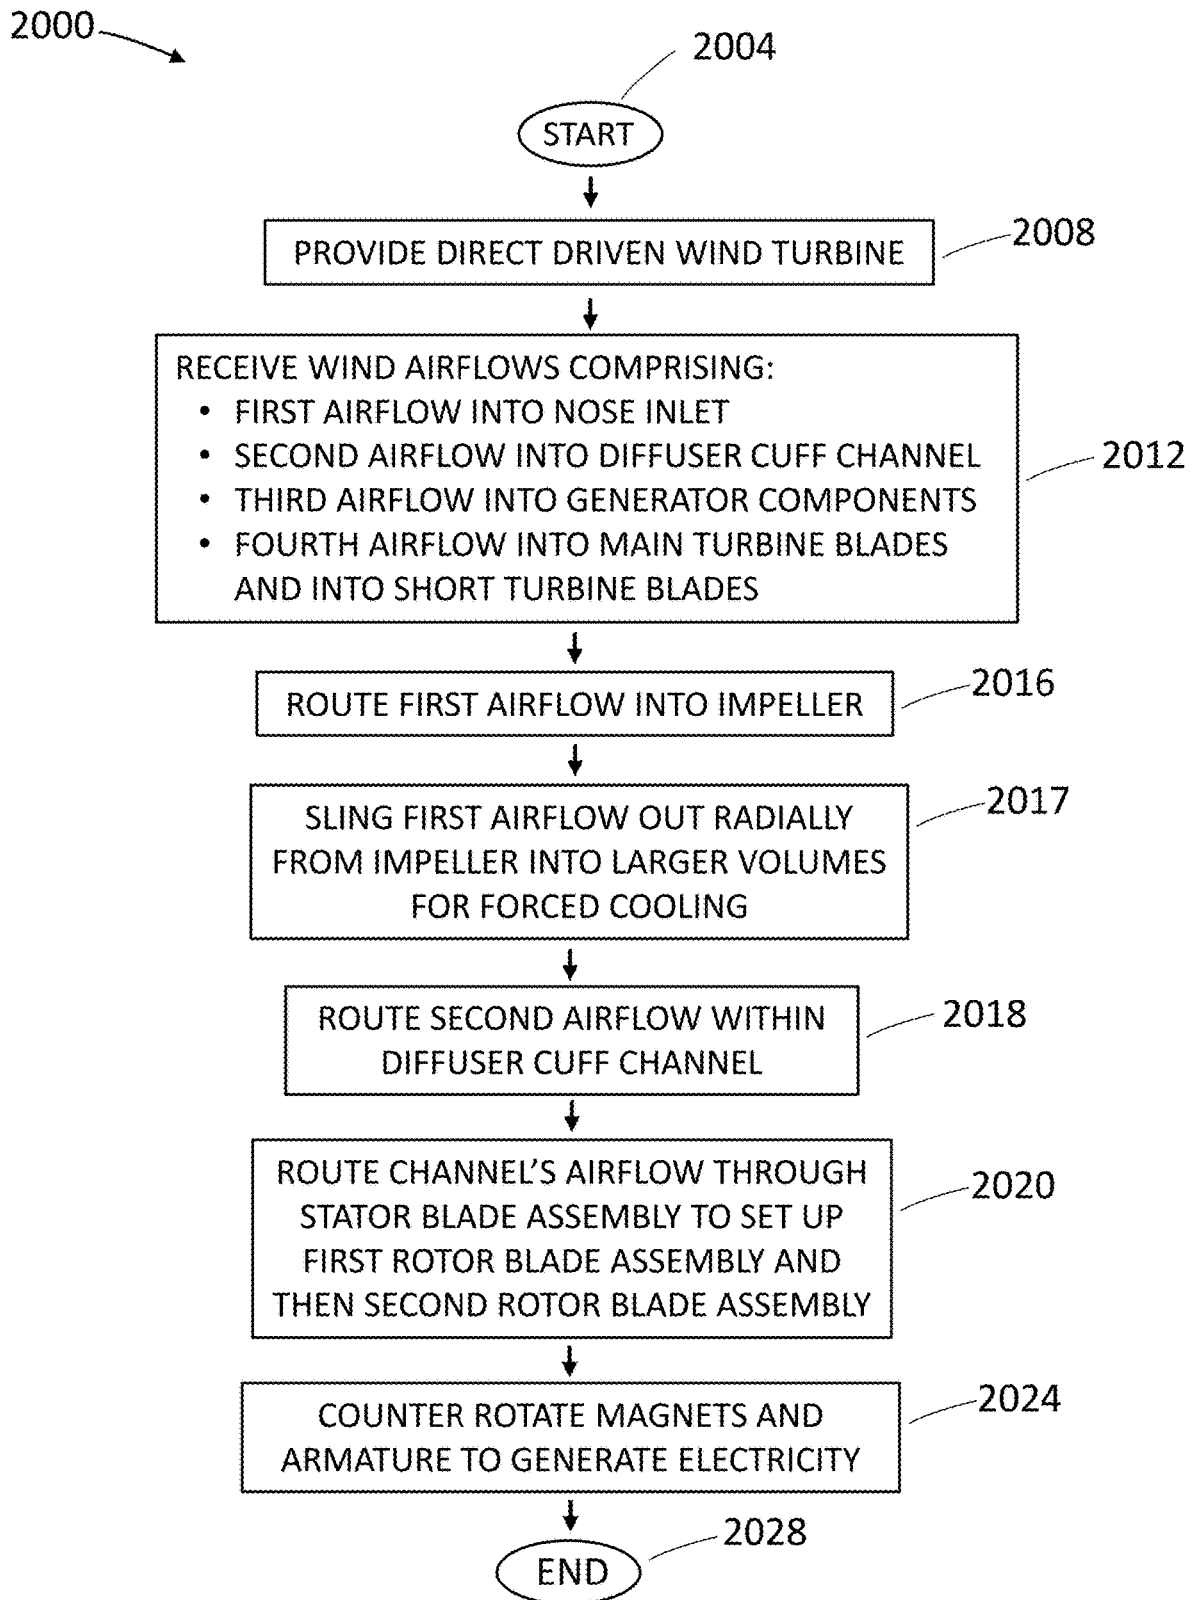 2000
2004
START
PROVIDE DIRECT DRIVEN WIND TURBINE
2008
RECEIVE WIND AIRFLOWS COMPRISING:
• FIRST AIRFLOW INTO NOSE INLET
• SECOND AIRFLOW INTO DIFFUSER CUFF CHANNEL
• THIRD AIRFLOW INTO GENERATOR COMPONENTS
• FOURTH AIRFLOW INTO MAIN TURBINE BLADES
AND INTO SHORT TURBINE BLADES
2012
ROUTE FIRST AIRFLOW INTO IMPELLER
2016
SLING FIRST AIRFLOW OUT RADIALLY
FROM IMPELLER INTO LARGER VOLUMES
FOR FORCED COOLING
2017
ROUTE SECOND AIRFLOW WITHIN
DIFFUSER CUFF CHANNEL
2018
ROUTE CHANNEL’S AIRFLOW THROUGH
STATOR BLADE ASSEMBLY TO SET UP
FIRST ROTOR BLADE ASSEMBLY AND
THEN SECOND ROTOR BLADE ASSEMBLY
2020
COUNTER ROTATE MAGNETS AND
ARMATURE TO GENERATE ELECTRICITY
2024
END
2028